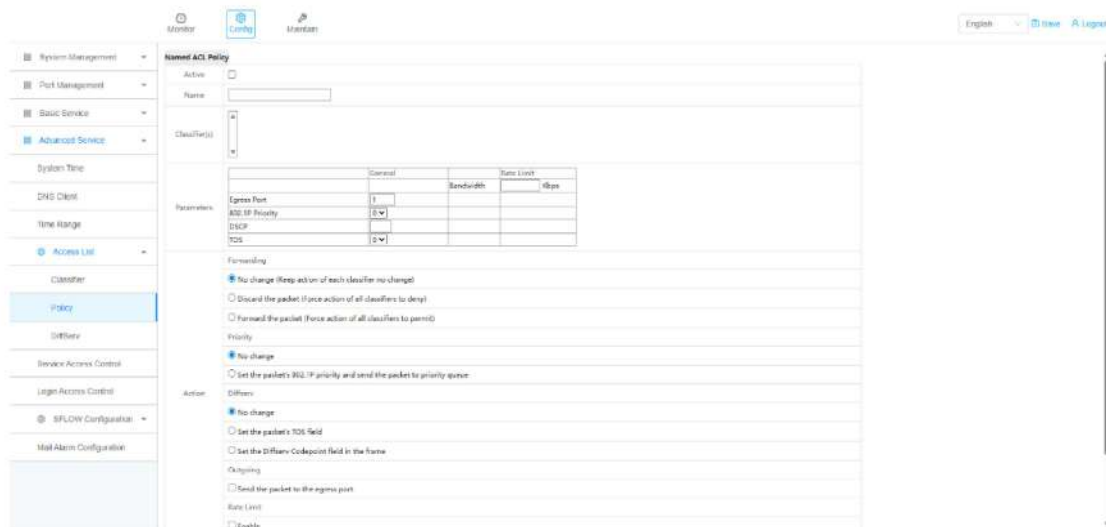 Monitor
Config
Maintain
English
Save
Logout
System Management
Port Management
Basic Service
Advanced Service
System Time
DNS Client
Time Range
Access List
Classifier
Policy
DiffServ
Service Access Control
Login Access Control
SFLOW Configuration
Mail Alarm Configuration
Named ACL Policy
Active
Name
Classifier(s)
Parameters
General
Rate Limit
Bandwidth
Kbps
Egress Port
1
802.1P Priority
0
DSCP
TOS
0
Action
Forwarding
No change (Keep action of each classifier no change)
Discard the packet (Force action of all classifiers to deny)
Forward the packet (Force action of all classifiers to permit)
Priority
No change
Set the packet's 802.1P priority and send the packet to priority queue
Diffserv
No change
Set the packet's TOS field
Set the Diffserv Codepoint field in the frame
Outgoing
Send the packet to the egress port
Rate Limit
Enable